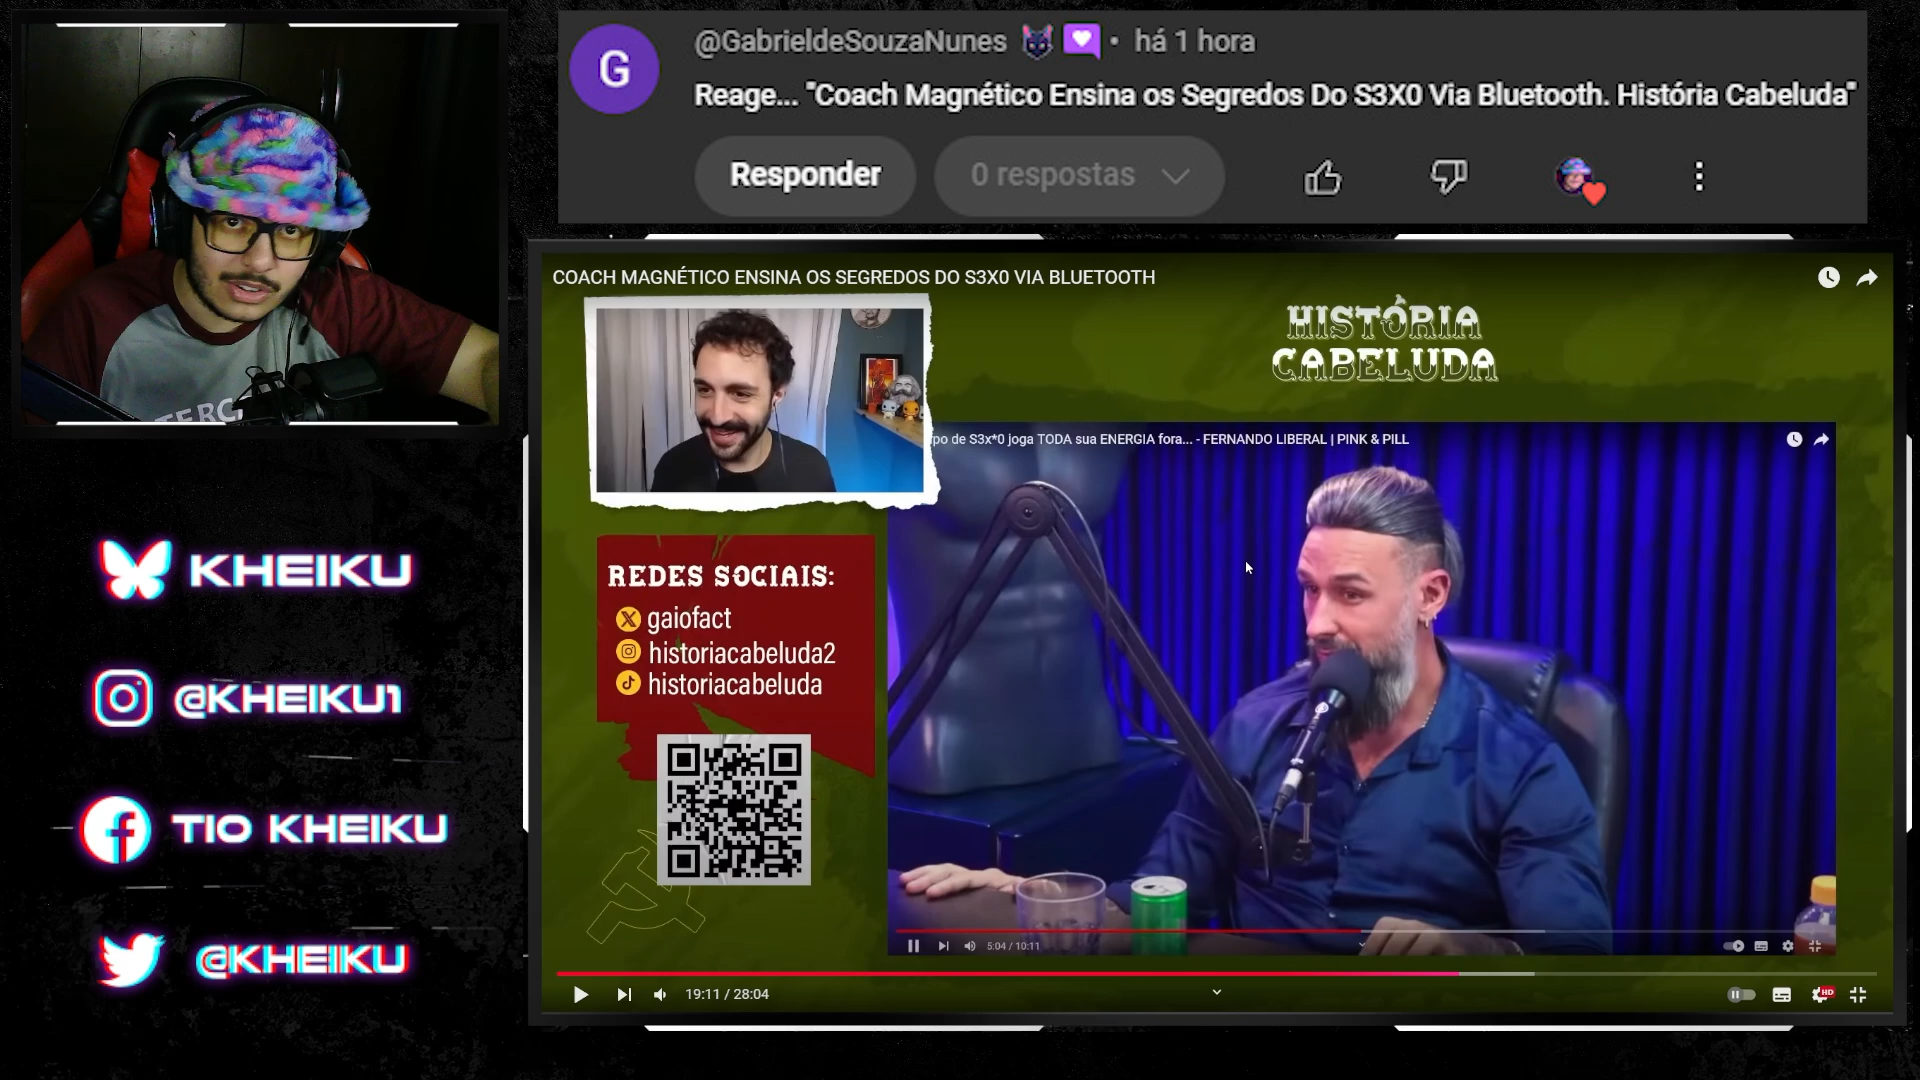 G
@GabrieldeSouzaNunes • há 1 hora
Reage... "Coach Magnético Ensina os Segredos Do S3X0 Via Bluetooth. História Cabeluda"
Responder
0 respostas
COACH MAGNÉTICO ENSINA OS SEGREDOS DO S3X0 VIA BLUETOOTH
HISTÓRIA
CABELUDA
po de S3x*0 joga TODA sua ENERGIA fora... - FERNANDO LIBERAL | PINK & PILL
REDES SOCIAIS:
gaiofact
historiacabeluda2
historiacabeluda
5:04 / 10:11
19:11 / 28:04
HD
KHEIKU
@KHEIKU1
TIO KHEIKU
@KHEIKU